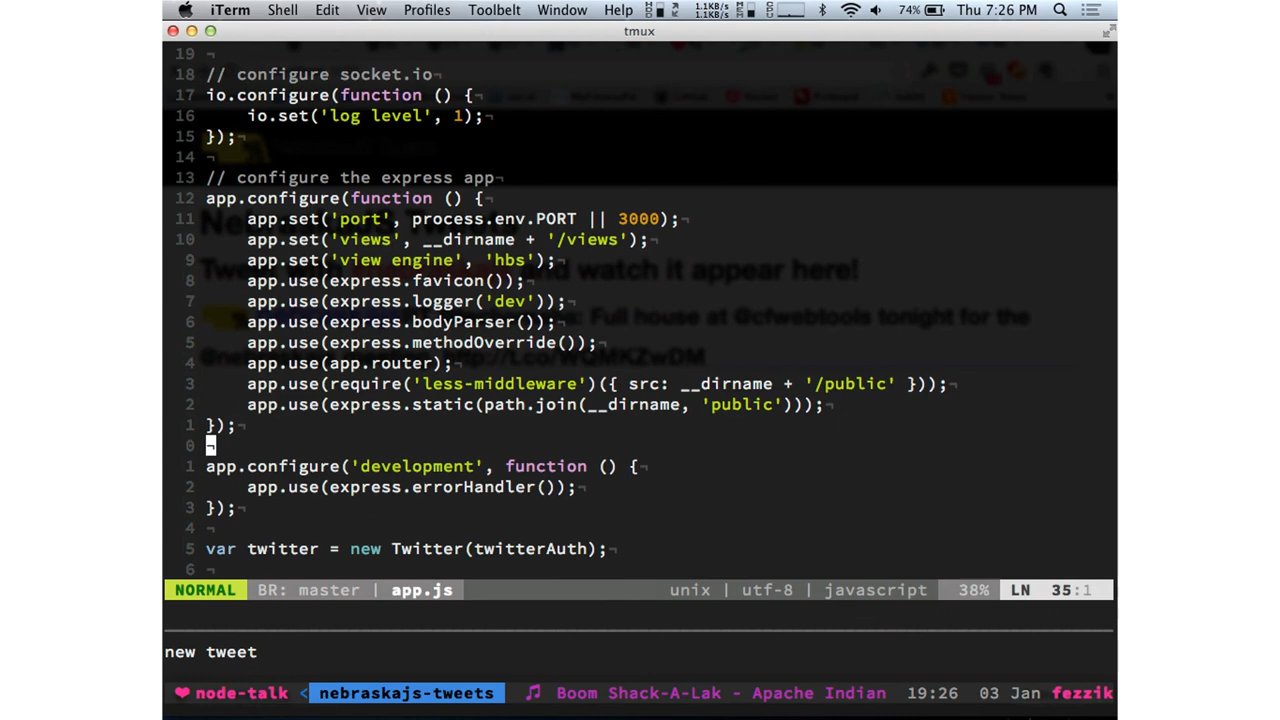 iTerm Shell Edit View Profiles Toolbelt Window Help 1.1KB/s 1.1KB/s 74% Thu 7:26 PM
tmux
19 ¬
18 // configure socket.io¬
17 io.configure(function () {¬
16 io.set('log level', 1);¬
15 });¬
14 ¬
13 // configure the express app¬
12 app.configure(function () {¬
11 app.set('port', process.env.PORT || 3000);¬
10 app.set('views', __dirname + '/views');¬
9 app.set('view engine', 'hbs');¬
8 app.use(express.favicon());¬
7 app.use(express.logger('dev'));¬
6 app.use(express.bodyParser());¬
5 app.use(express.methodOverride());¬
4 app.use(app.router);¬
3 app.use(require('less-middleware')({ src: __dirname + '/public' }));¬
2 app.use(express.static(path.join(__dirname, 'public')));¬
1 });¬
0 ¬
1 app.configure('development', function () {¬
2 app.use(express.errorHandler());¬
3 });¬
4 ¬
5 var twitter = new Twitter(twitterAuth);¬
6 ¬
NORMAL BR: master | app.js unix | utf-8 | javascript 38% LN 35:1
new tweet
❤ node-talk < nebraskajs-tweets ♫ Boom Shack-A-Lak - Apache Indian 19:26 03 Jan fezzik